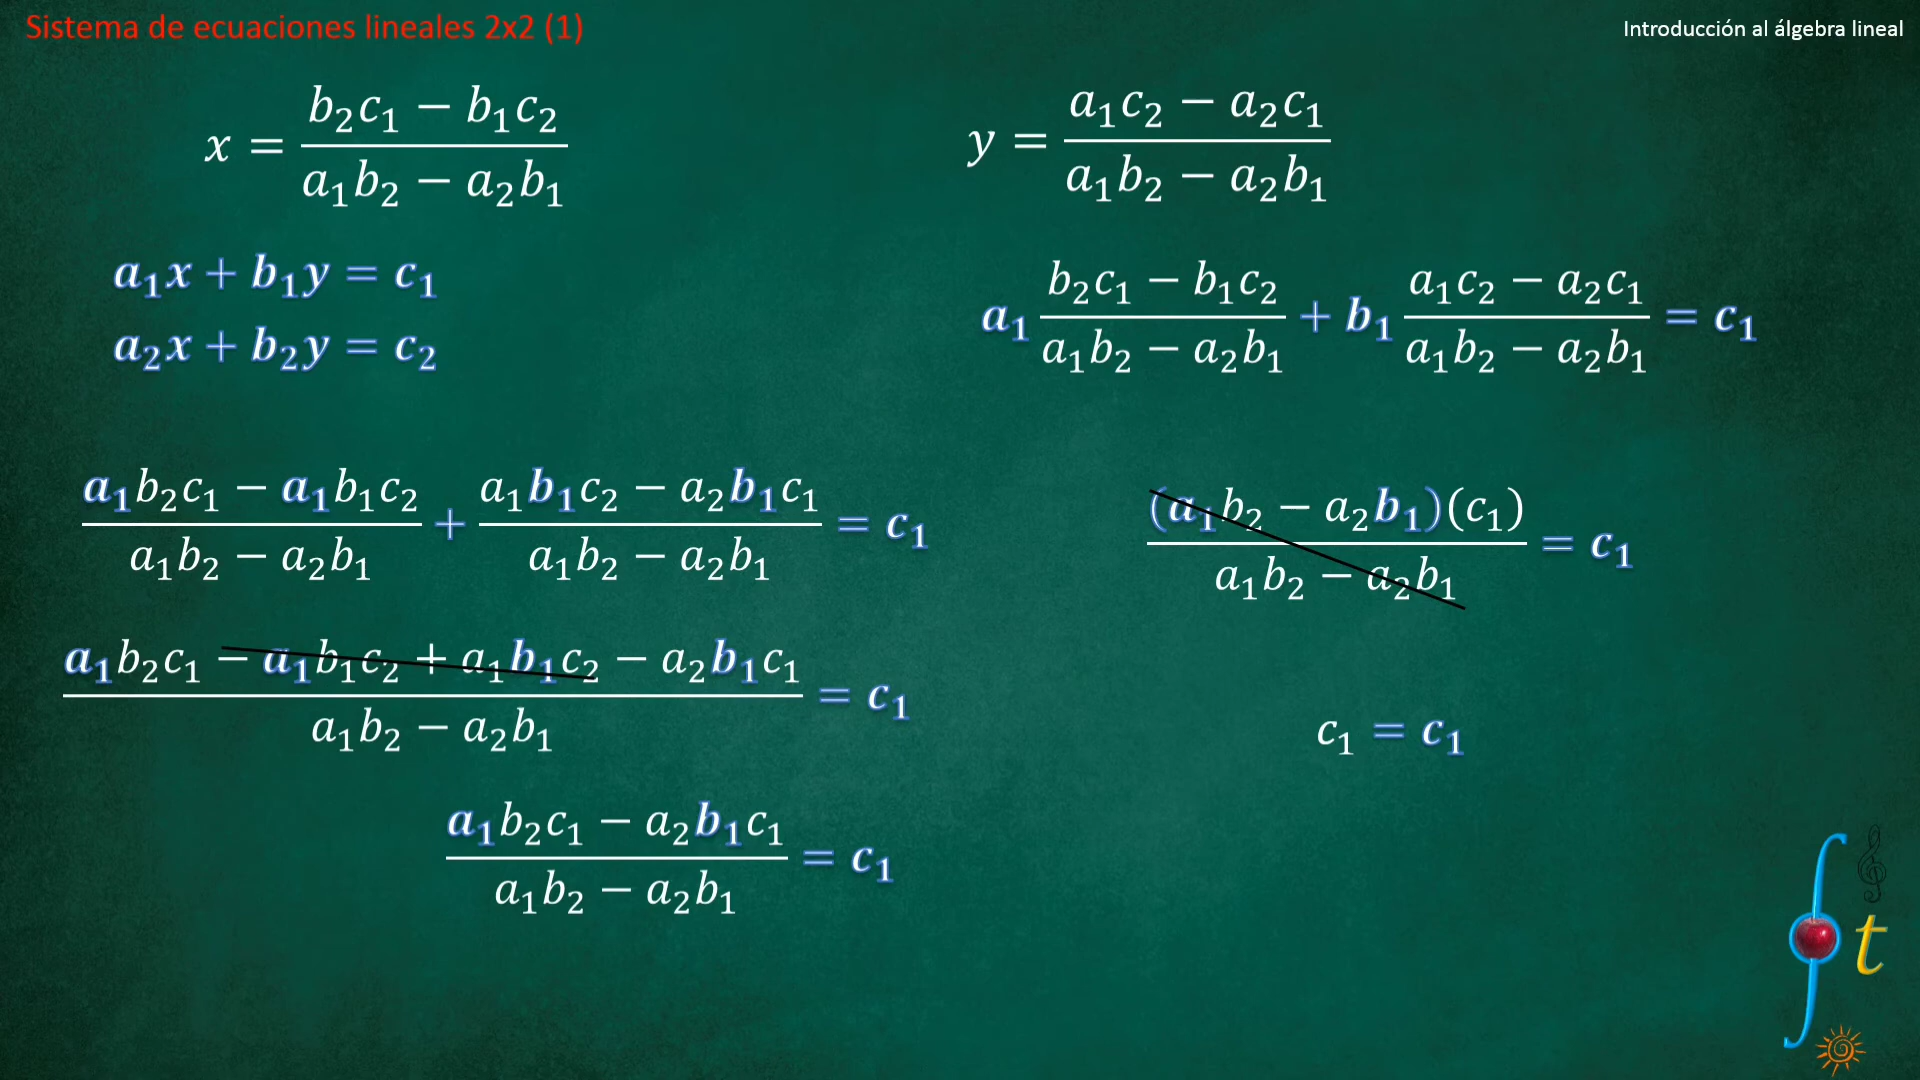 Sistema de ecuaciones lineales 2x2 (1)
Introducción al álgebra lineal
x = (b₂c₁ − b₁c₂)/(a₁b₂ − a₂b₁)
y = (a₁c₂ − a₂c₁)/(a₁b₂ − a₂b₁)
a₁x + b₁y = c₁
a₂x + b₂y = c₂
a₁ (b₂c₁ − b₁c₂)/(a₁b₂ − a₂b₁) + b₁ (a₁c₂ − a₂c₁)/(a₁b₂ − a₂b₁) = c₁
(a₁b₂c₁ − a₁b₁c₂)/(a₁b₂ − a₂b₁) + (a₁b₁c₂ − a₂b₁c₁)/(a₁b₂ − a₂b₁) = c₁
(a₁b₂c₁ − a₁b₁c₂ + a₁b₁c₂ − a₂b₁c₁)/(a₁b₂ − a₂b₁) = c₁
(a₁b₂c₁ − a₂b₁c₁)/(a₁b₂ − a₂b₁) = c₁
(a₁b₂ − a₂b₁)(c₁)/(a₁b₂ − a₂b₁) = c₁
c₁ = c₁
t